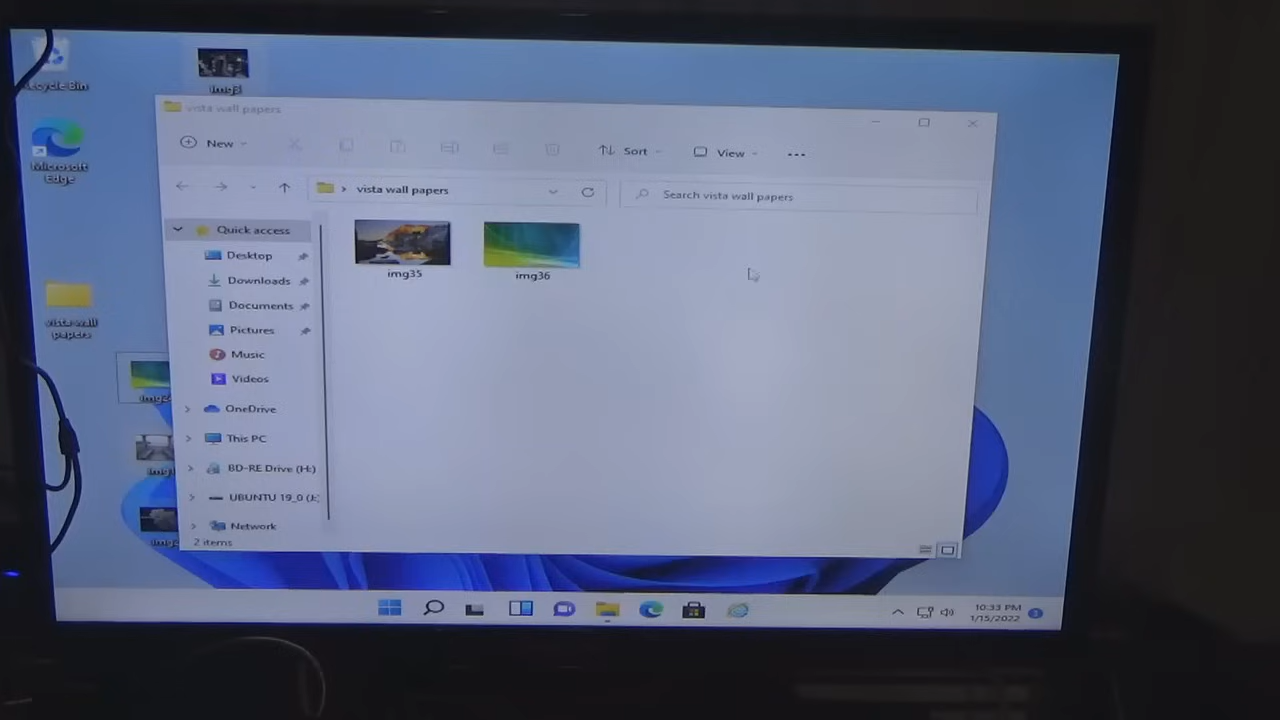 img3
Microsoft
Edge
vista wall
papers
vista wall papers
New
Sort
View
vista wall papers
Search vista wall papers
Quick access
Desktop
Downloads
Documents
Pictures
Music
Videos
OneDrive
This PC
BD-RE Drive (H:)
UBUNTU 19_0
Network
2 items
img35
img36
10:33 PM
1/15/2022